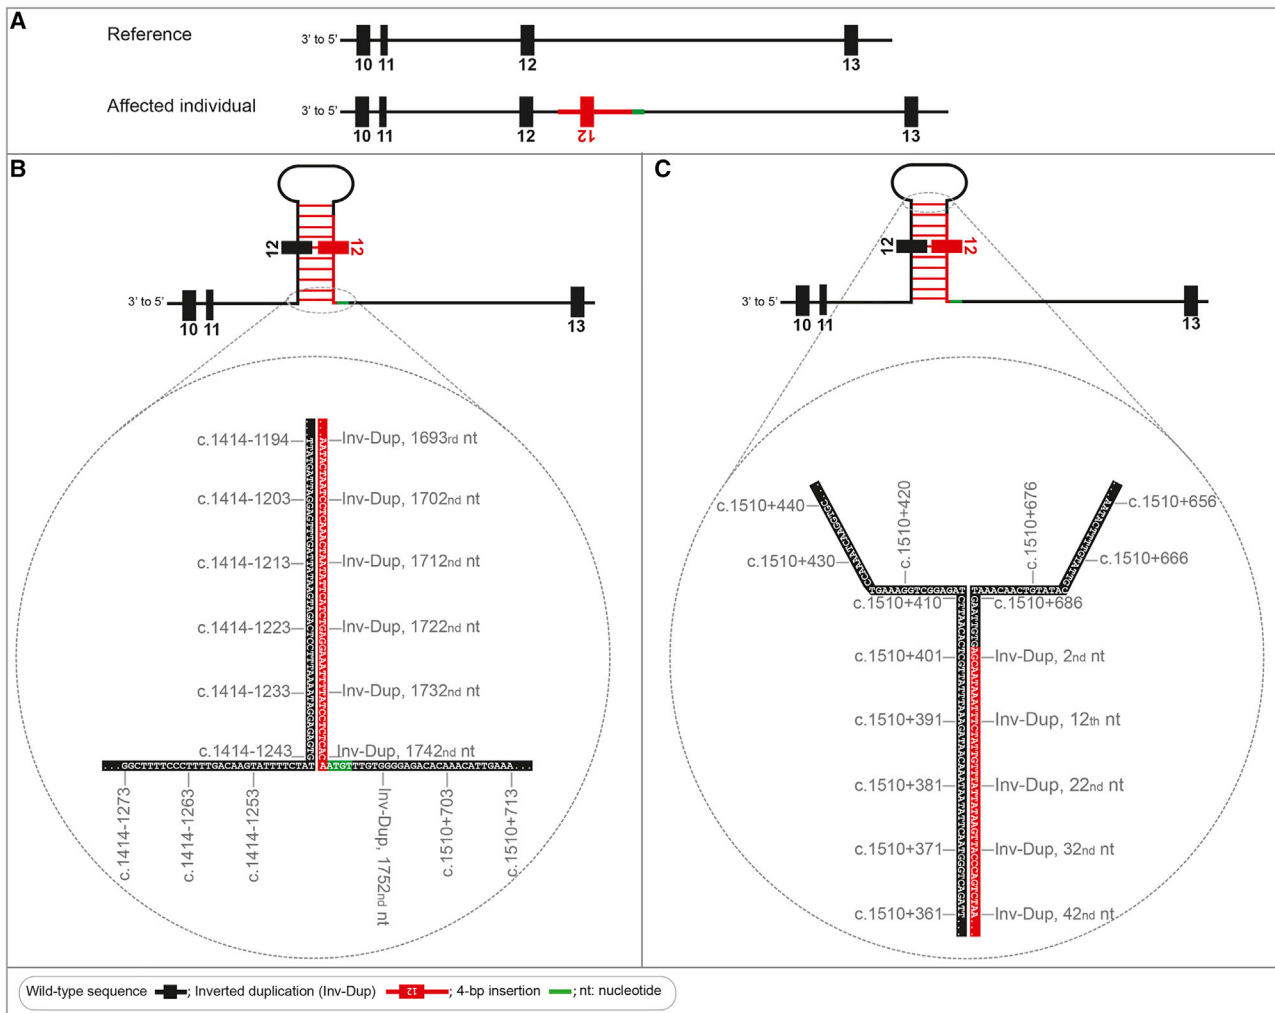 A
Reference
3' to 5'
10
11
12
13
Affected individual
3' to 5'
10
11
12
12
13
B
12
12
3' to 5'
10
11
13
c.1414-1194
Inv-Dup, 1693rd nt
c.1414-1203
Inv-Dup, 1702nd nt
c.1414-1213
Inv-Dup, 1712nd nt
c.1414-1223
Inv-Dup, 1722nd nt
c.1414-1233
Inv-Dup, 1732nd nt
c.1414-1243
Inv-Dup, 1742nd nt
...GGCTTTTCCCTTTTGACAAGTATTTTCTAT
AATGTTTGTGGGGAGACACAAACATTGAAA...
c.1414-1273
c.1414-1263
c.1414-1253
Inv-Dup, 1752nd nt
c.1510+703
c.1510+713
C
12
12
3' to 5'
10
11
13
c.1510+440
c.1510+430
c.1510+420
c.1510+676
c.1510+656
c.1510+666
TGAAAGGTCGGAGAT
TAAACAACTGTATAC
c.1510+410
c.1510+686
c.1510+401
Inv-Dup, 2nd nt
c.1510+391
Inv-Dup, 12th nt
c.1510+381
Inv-Dup, 22nd nt
c.1510+371
Inv-Dup, 32nd nt
c.1510+361
Inv-Dup, 42nd nt
Wild-type sequence ; Inverted duplication (Inv-Dup) 12 ; 4-bp insertion ; nt: nucleotide